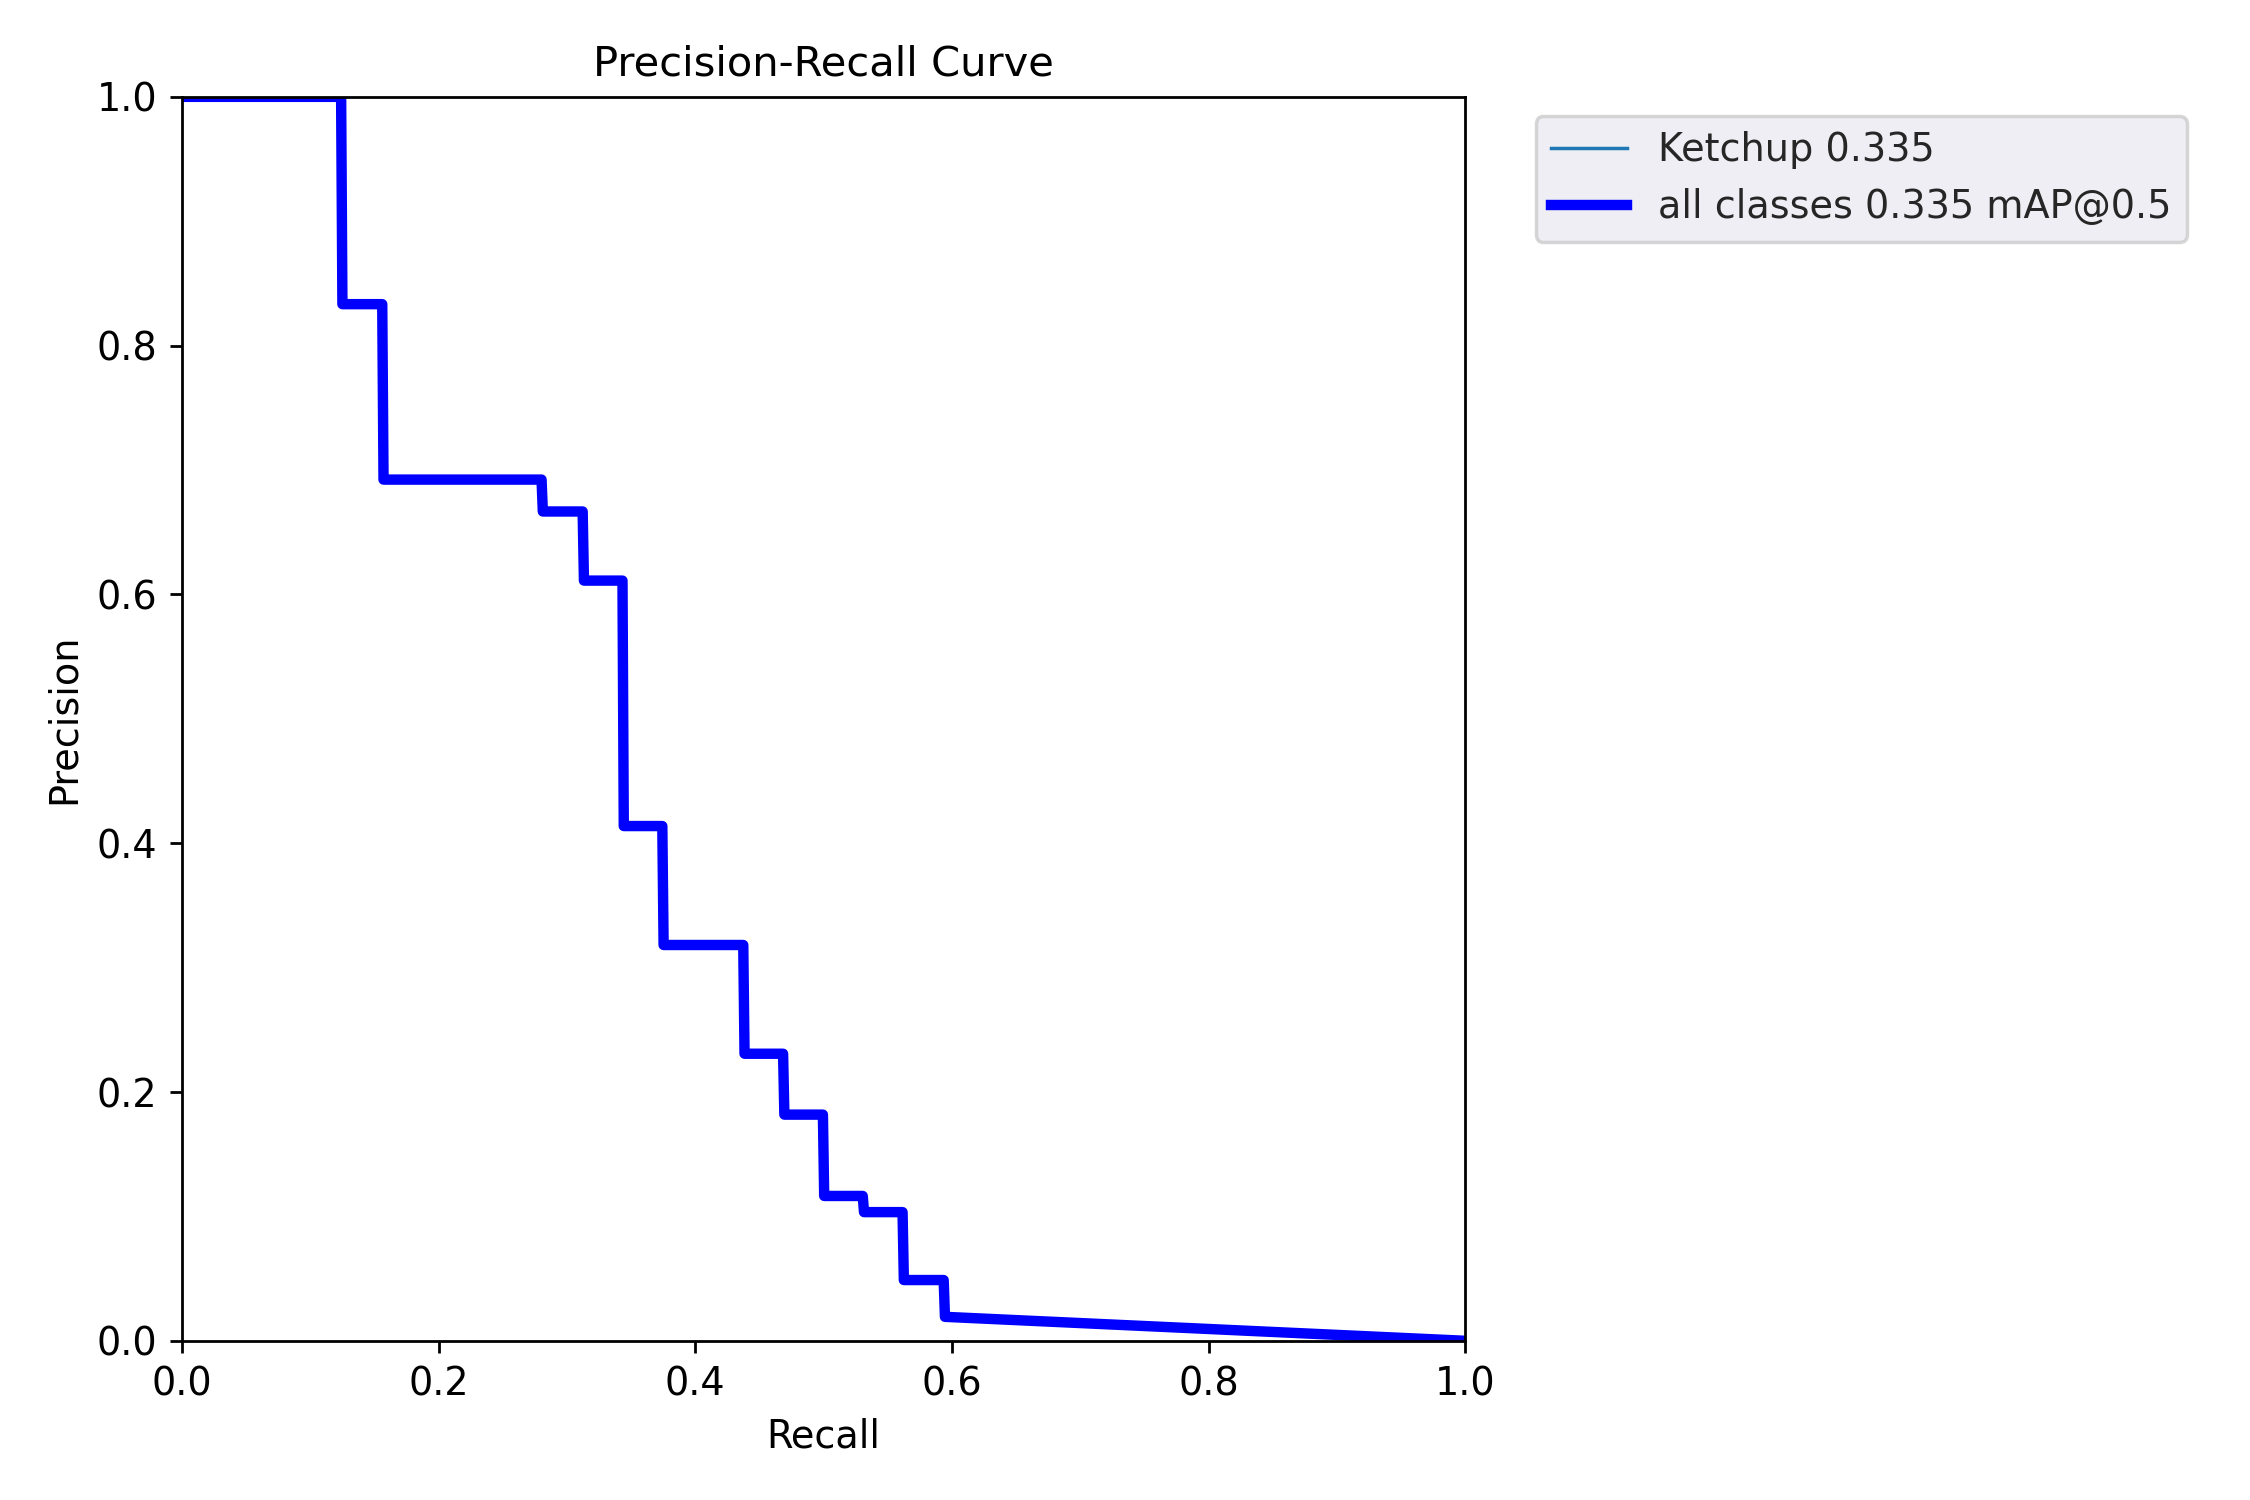 Precision-Recall Curve
Ketchup 0.335
all classes 0.335 mAP@0.5
Precision
1.0
0.8
0.6
0.4
0.2
0.0
0.0 0.2 0.4 0.6 0.8 1.0
Recall